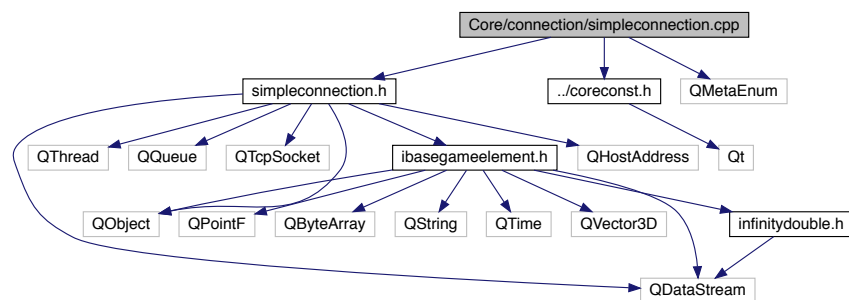 Core/connection/simpleconnection.cpp
simpleconnection.h
../coreconst.h
QMetaEnum
QThread
QQueue
QTcpSocket
ibasegameelement.h
QHostAddress
Qt
QObject
QPointF
QByteArray
QString
QTime
QVector3D
infinitydouble.h
QDataStream